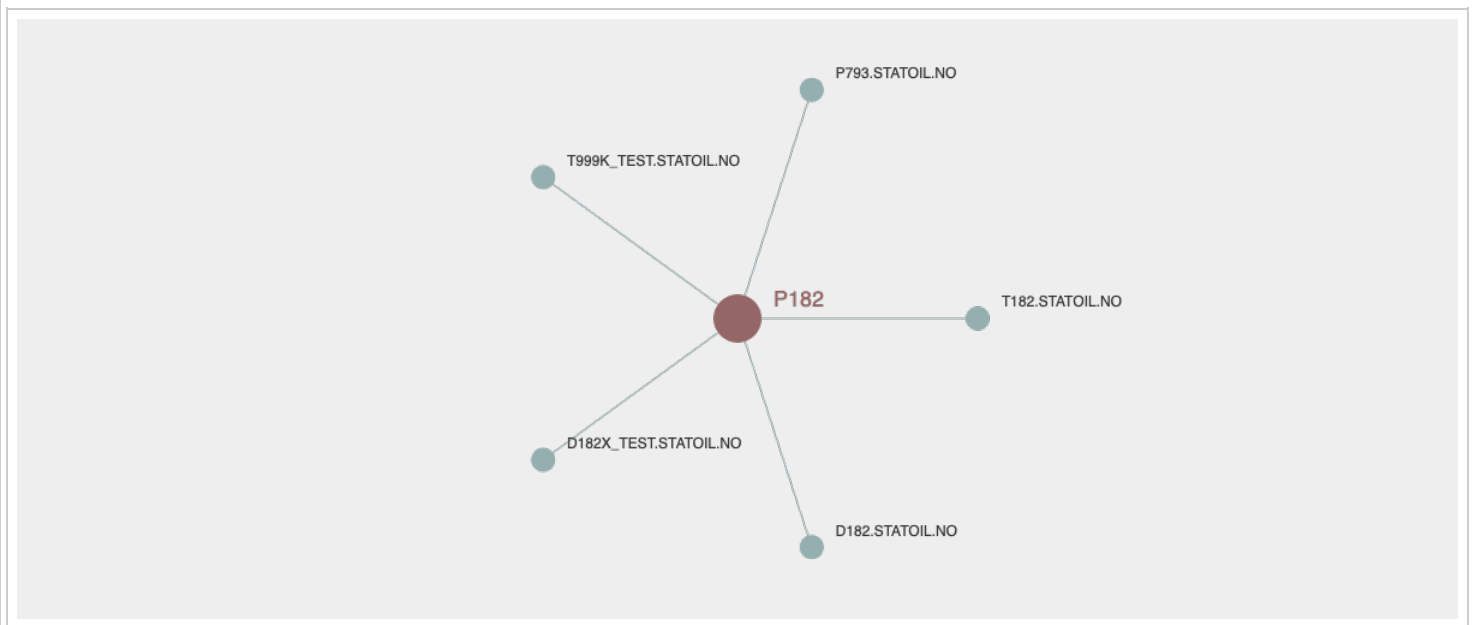 P793.STATOIL.NO
T999K_TEST.STATOIL.NO
P182
T182.STATOIL.NO
D182X_TEST.STATOIL.NO
D182.STATOIL.NO